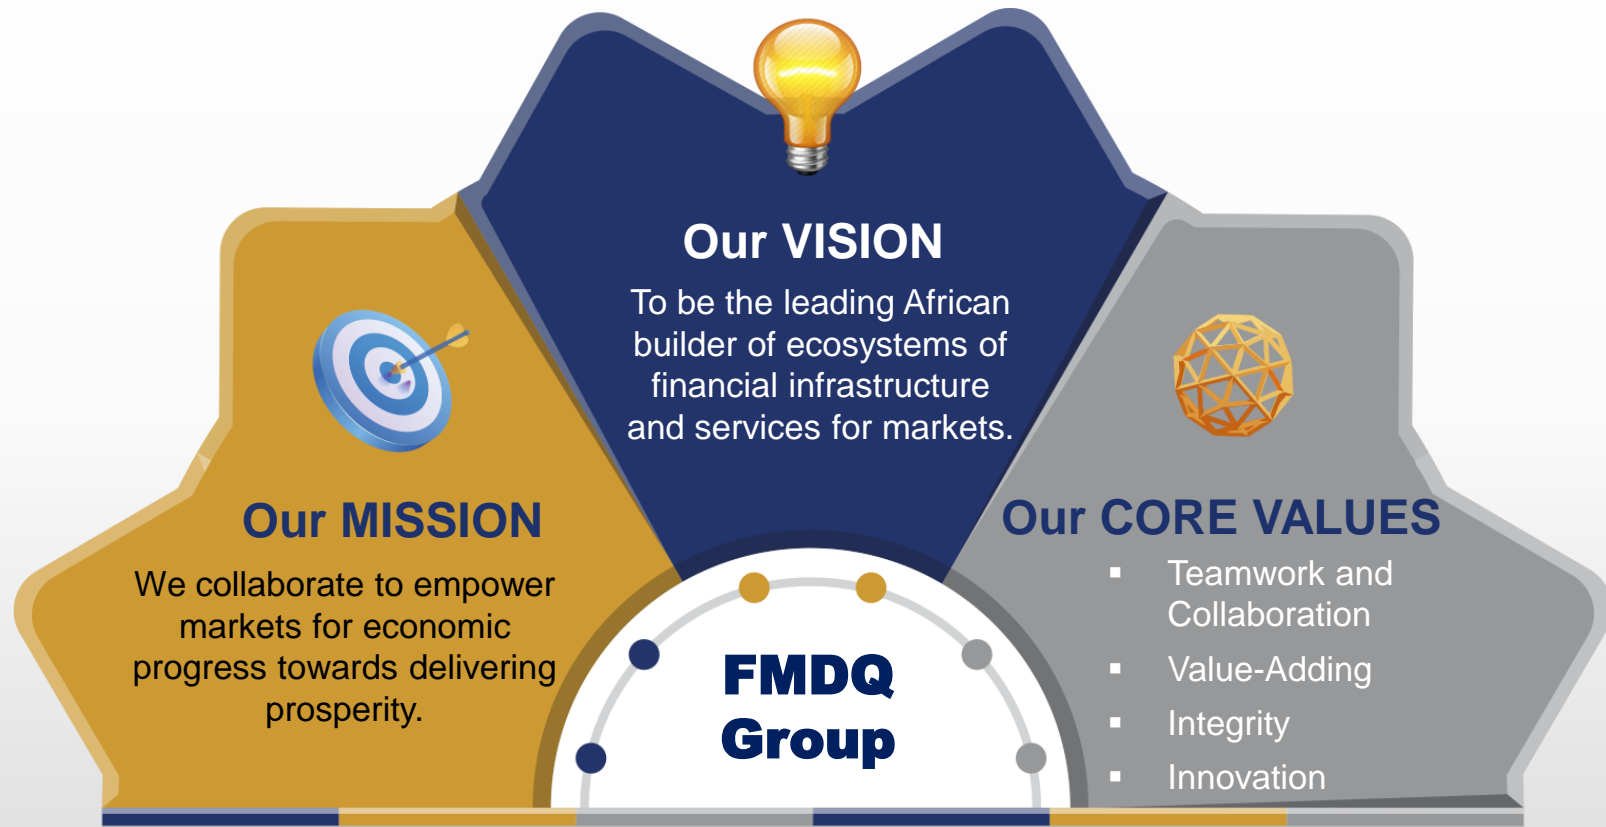 Our VISION
To be the leading African
builder of ecosystems of
financial infrastructure
and services for markets.
Our MISSION
We collaborate to empower
markets for economic
progress towards delivering
prosperity.
Our CORE VALUES
▪ Teamwork and
Collaboration
▪ Value-Adding
▪ Integrity
▪ Innovation
FMDQ
Group